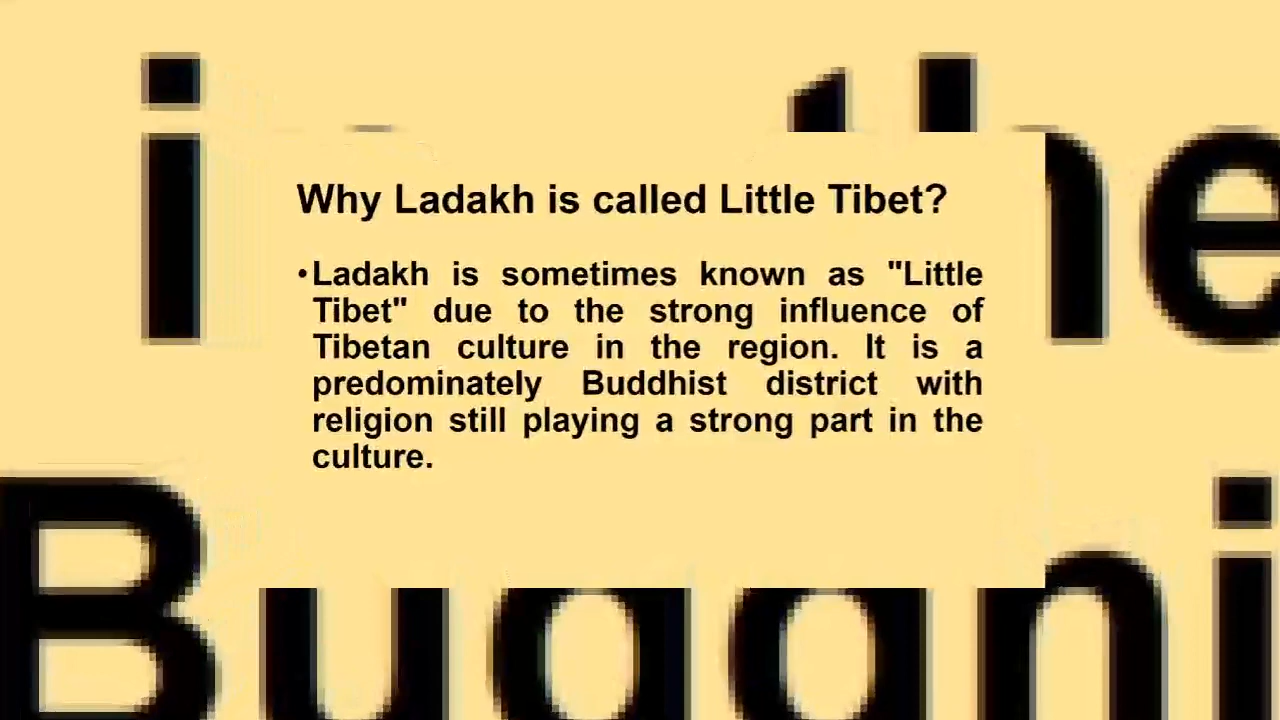 Why Ladakh is called Little Tibet?
•Ladakh is sometimes known as "Little
Tibet" due to the strong influence of
Tibetan culture in the region. It is a
predominately Buddhist district with
religion still playing a strong part in the
culture.